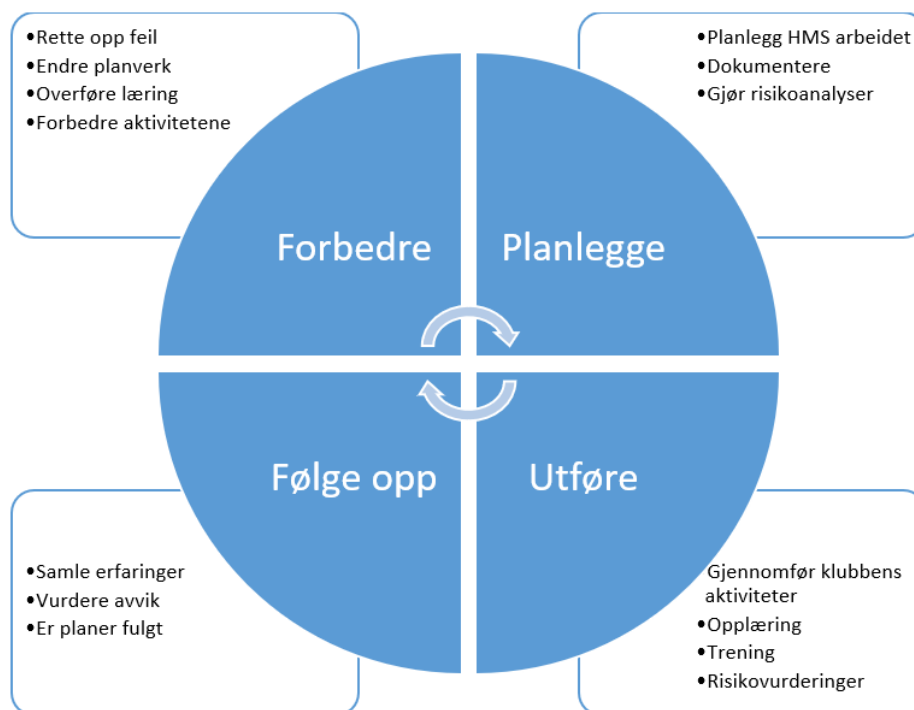 •Rette opp feil
•Endre planverk
•Overføre læring
•Forbedre aktivitetene
•Planlegg HMS arbeidet
•Dokumentere
•Gjør risikoanalyser
Forbedre
Planlegge
Følge opp
Utføre
•Samle erfaringer
•Vurdere avvik
•Er planer fulgt
Gjennomfør klubbens
aktiviteter
•Opplæring
•Trening
•Risikovurderinger